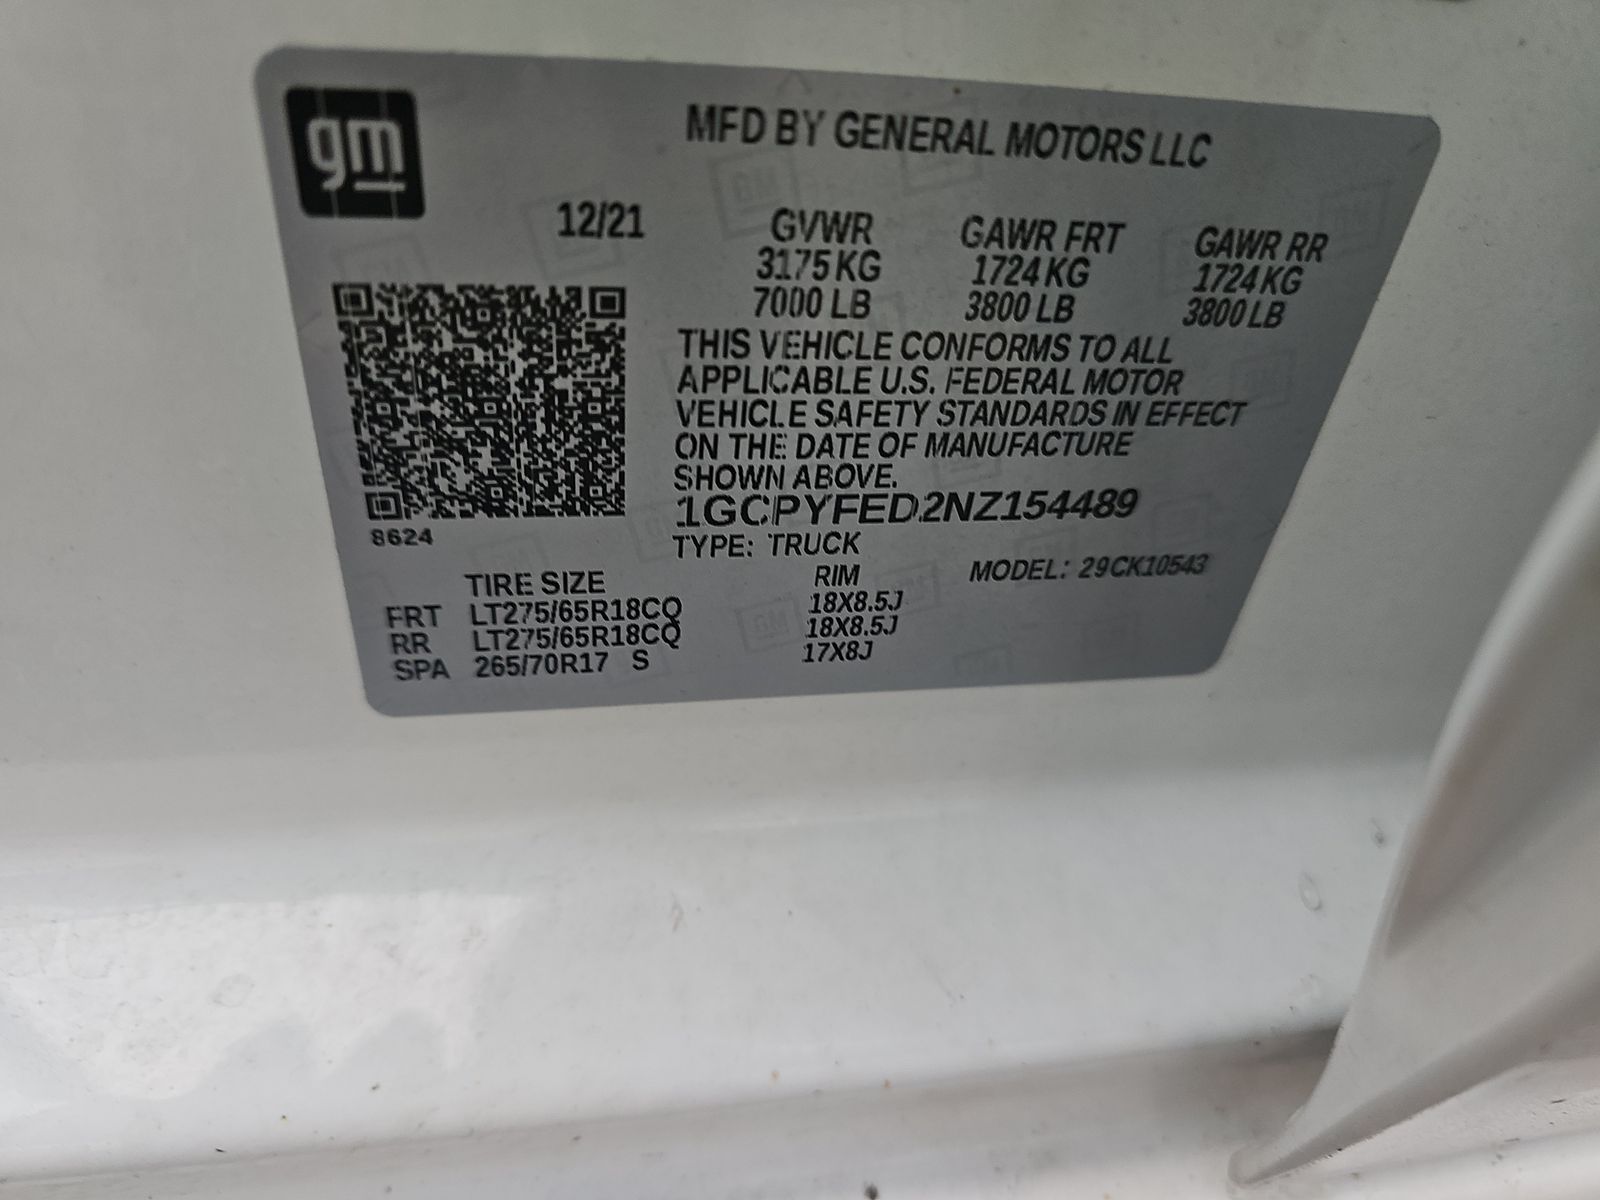 gm
MFD BY GENERAL MOTORS LLC
12/21 GVWR GAWR FRT GAWR RR
3175 KG 1724 KG 1724 KG
7000 LB 3800 LB 3800 LB
THIS VEHICLE CONFORMS TO ALL
APPLICABLE U.S. FEDERAL MOTOR
VEHICLE SAFETY STANDARDS IN EFFECT
ON THE DATE OF MANUFACTURE
SHOWN ABOVE.
1GCPYFED2NZ154489
8624
TYPE: TRUCK
MODEL: 29CK10543
TIRE SIZE RIM
FRT LT275/65R18CQ 18X8.5J
RR LT275/65R18CQ 18X8.5J
SPA 265/70R17 S 17X8J